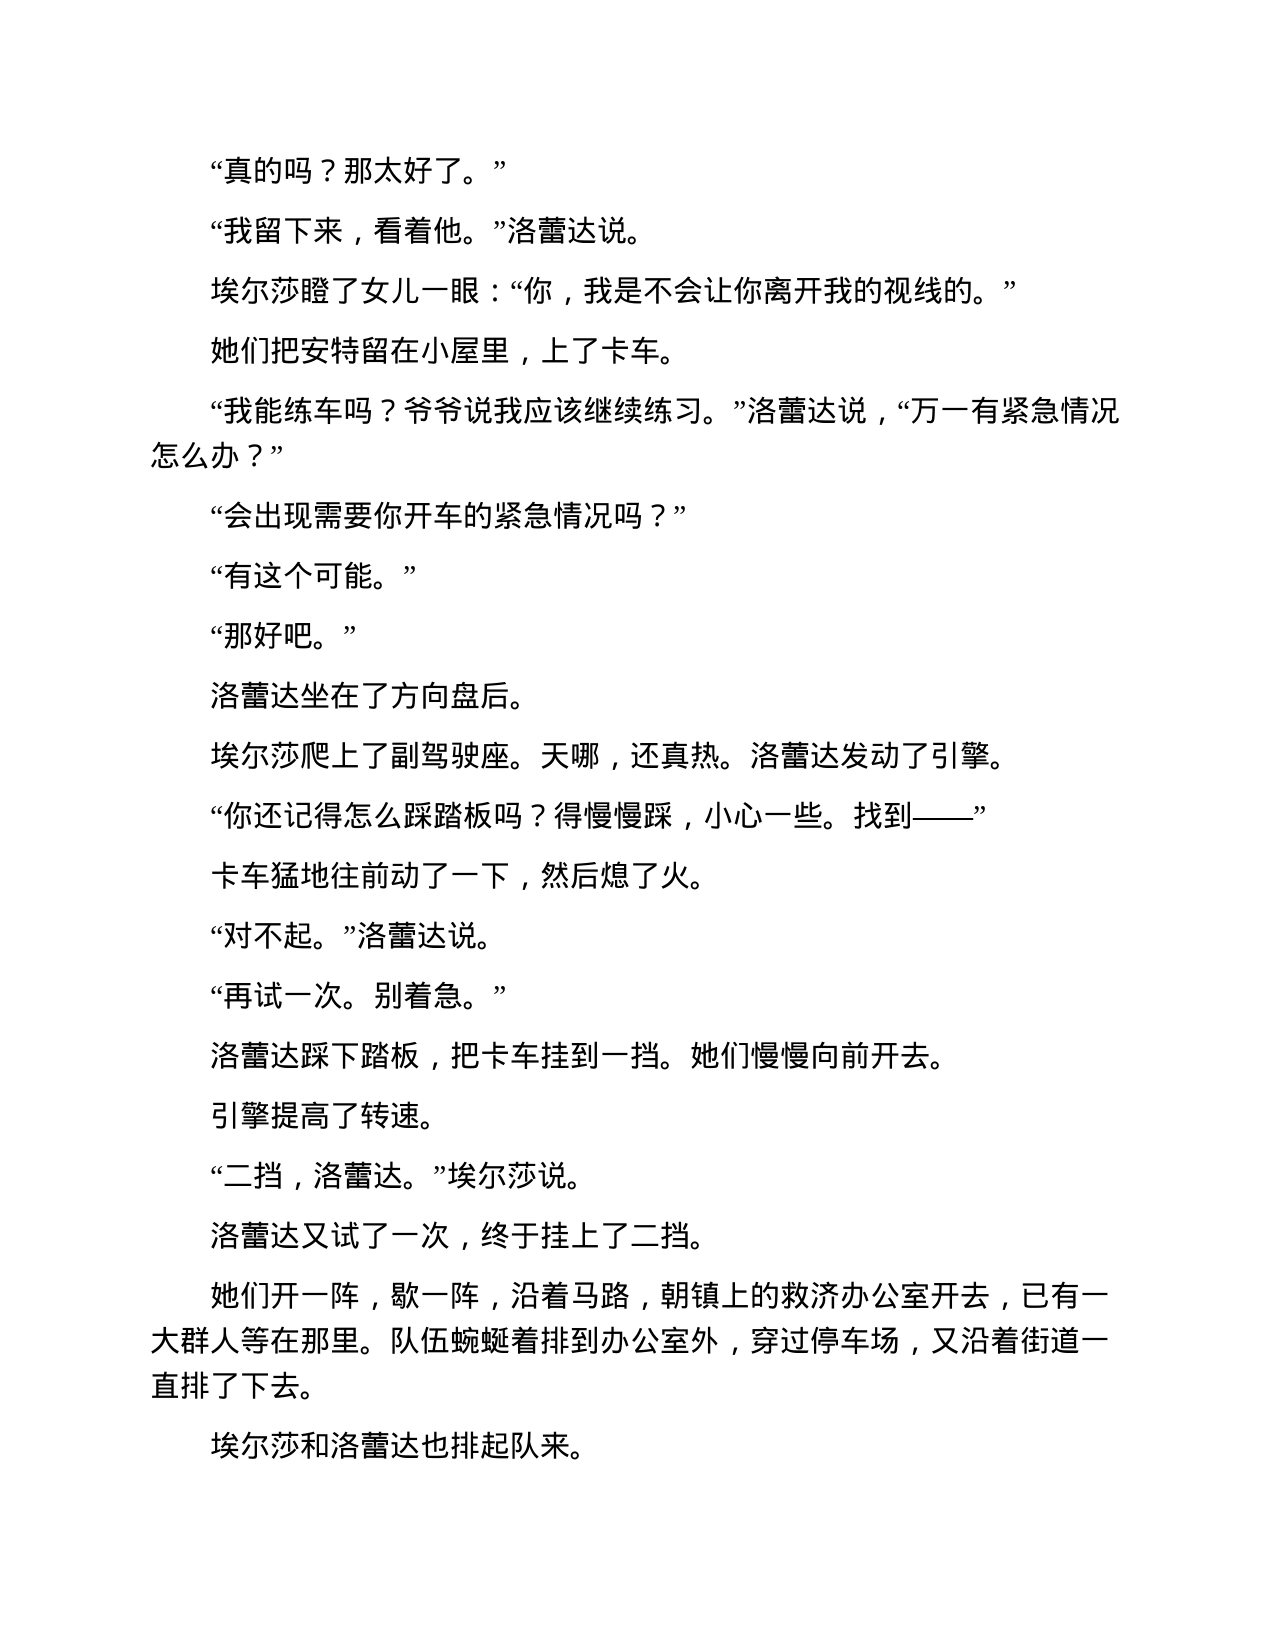 “真的吗？那太好了。”
“我留下来，看着他。”洛蕾达说。
埃尔莎瞪了女儿一眼：“你，我是不会让你离开我的视线的。”
她们把安特留在小屋里，上了卡车。
“我能练车吗？爷爷说我应该继续练习。”洛蕾达说，“万一有紧急情况
怎么办？”
“会出现需要你开车的紧急情况吗？”
“有这个可能。”
“那好吧。”
洛蕾达坐在了方向盘后。
埃尔莎爬上了副驾驶座。天哪，还真热。洛蕾达发动了引擎。
“你还记得怎么踩踏板吗？得慢慢踩，小心一些。找到——”
卡车猛地往前动了一下，然后熄了火。
“对不起。”洛蕾达说。
“再试一次。别着急。”
洛蕾达踩下踏板，把卡车挂到一挡。她们慢慢向前开去。
引擎提高了转速。
“二挡，洛蕾达。”埃尔莎说。
洛蕾达又试了一次，终于挂上了二挡。
她们开一阵，歇一阵，沿着马路，朝镇上的救济办公室开去，已有一
大群人等在那里。队伍蜿蜒着排到办公室外，穿过停车场，又沿着街道一
直排了下去。
埃尔莎和洛蕾达也排起队来。